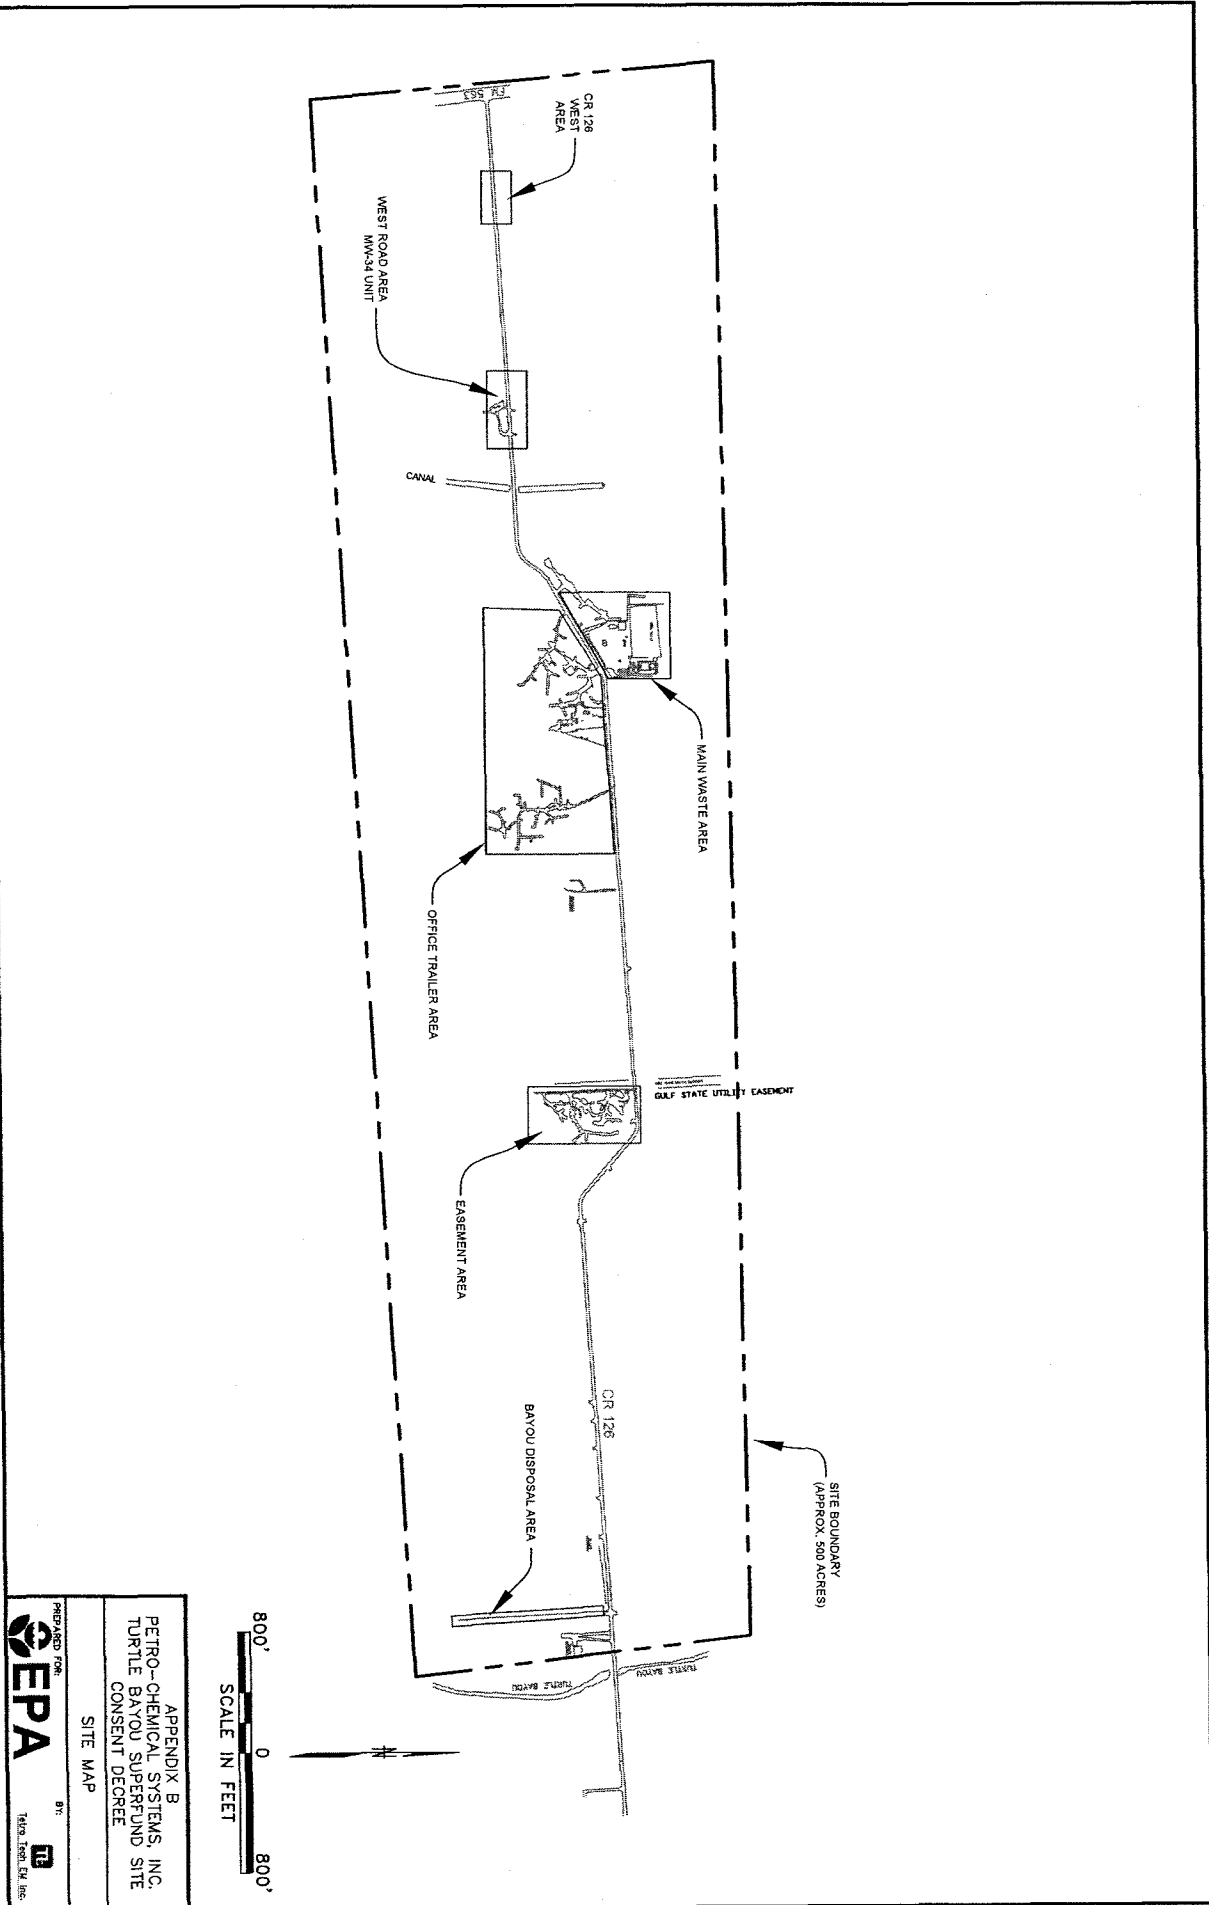 FM 563
CR 126
WEST
AREA
WEST ROAD AREA
MW-34 UNIT
CANAL
MAIN WASTE AREA
OFFICE TRAILER AREA
GULF STATE UTILITY EASEMENT
EASEMENT AREA
CR 126
BAYOU DISPOSAL AREA
SITE BOUNDARY
(APPROX. 500 ACRES)
TURTLE BAYOU
TURTLE BAYOU
800'
0
800'
SCALE IN FEET
N
APPENDIX B
PETRO-CHEMICAL SYSTEMS, INC.
TURTLE BAYOU SUPERFUND SITE
CONSENT DECREE
SITE MAP
PREPARED FOR:
EPA
BY:
Tetra Tech EM Inc.